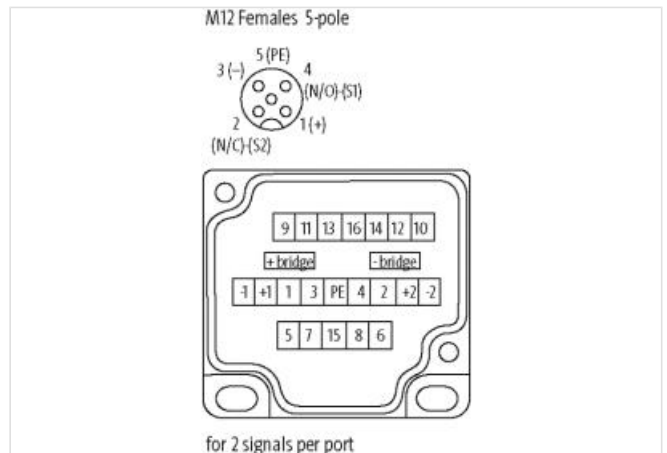 M12 Females 5-pole
5 (PE)
3 (–) 4
(N/O)-(S1)
2 1 (+)
(N/C)-(S2)
9 11 13 16 14 12 10
+ bridge - bridge
-1 +1 1 3 PE 4 2 +2 -2
5 7 15 8 6
for 2 signals per port